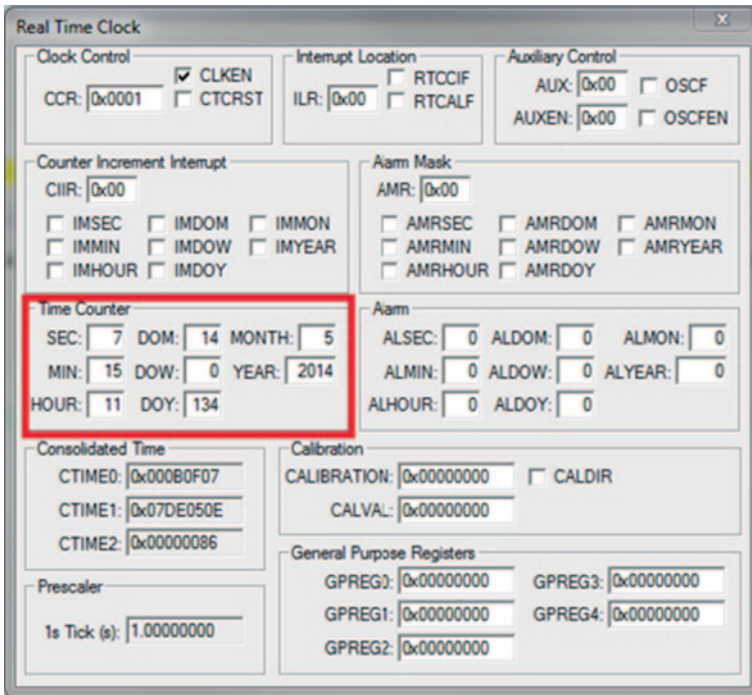 Real Time Clock
Clock Control
CLKEN
CCR: 0x0001
CTCRST
Interrupt Location
RTCCIF
ILR: 0x00
RTCALF
Auxiliary Control
AUX: 0x00
OSCF
AUXEN: 0x00
OSCFEN
Counter Increment Interrupt
CIIR: 0x00
IMSEC IMDOM IMMON
IMMIN IMDOW IMYEAR
IMHOUR IMDOY
Alarm Mask
AMR: 0x00
AMRSEC AMRDOM AMRMON
AMRMIN AMRDOW AMRYEAR
AMRHOUR AMRDOY
Time Counter
SEC: 7 DOM: 14 MONTH: 5
MIN: 15 DOW: 0 YEAR: 2014
HOUR: 11 DOY: 134
Alarm
ALSEC: 0 ALDOM: 0 ALMON: 0
ALMIN: 0 ALDOW: 0 ALYEAR: 0
ALHOUR: 0 ALDOY: 0
Consolidated Time
CTIME0: 0x000B0F07
CTIME1: 0x07DE050E
CTIME2: 0x00000086
Calibration
CALIBRATION: 0x00000000 CALDIR
CALVAL: 0x00000000
Prescaler
1s Tick (s): 1.00000000
General Purpose Registers
GPREG0: 0x00000000 GPREG3: 0x00000000
GPREG1: 0x00000000 GPREG4: 0x00000000
GPREG2: 0x00000000